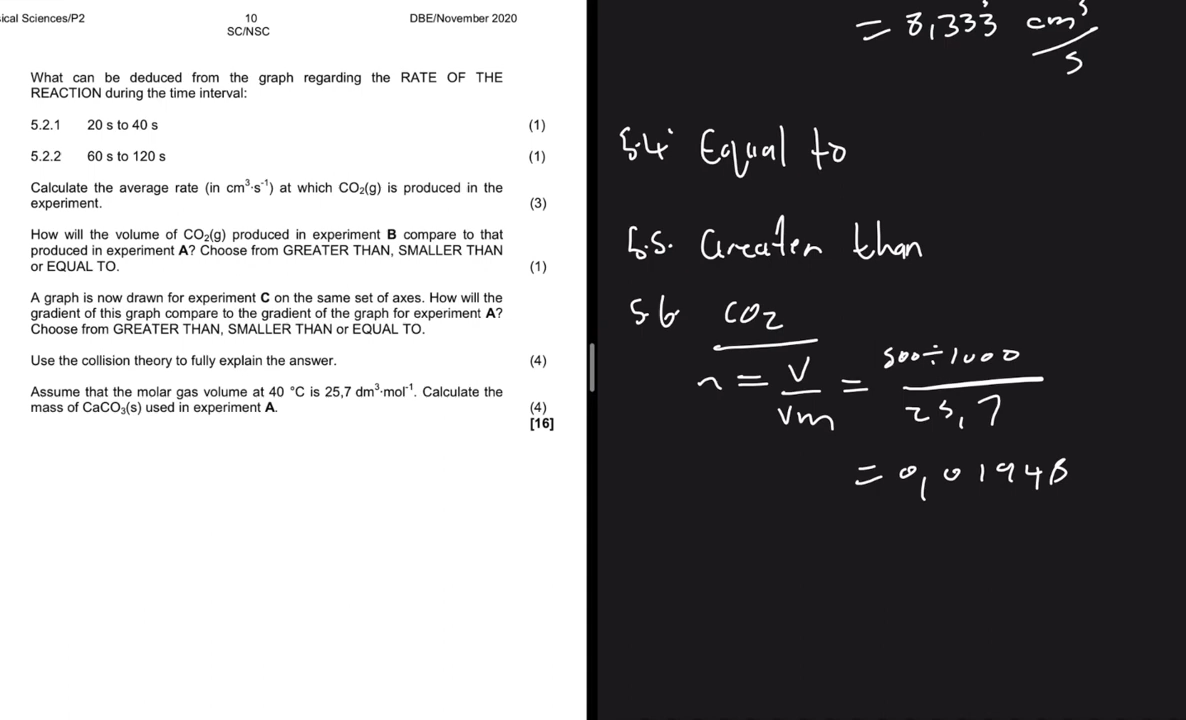 ical Sciences/P2 10 DBE/November 2020
SC/NSC
What can be deduced from the graph regarding the RATE OF THE
REACTION during the time interval:
5.2.1 20 s to 40 s (1)
5.2.2 60 s to 120 s (1)
Calculate the average rate (in cm³·s⁻¹) at which CO₂(g) is produced in the
experiment. (3)
How will the volume of CO₂(g) produced in experiment B compare to that
produced in experiment A? Choose from GREATER THAN, SMALLER THAN
or EQUAL TO. (1)
A graph is now drawn for experiment C on the same set of axes. How will the
gradient of this graph compare to the gradient of the graph for experiment A?
Choose from GREATER THAN, SMALLER THAN or EQUAL TO.
Use the collision theory to fully explain the answer. (4)
Assume that the molar gas volume at 40 °C is 25,7 dm³·mol⁻¹. Calculate the
mass of CaCO₃(s) used in experiment A. (4)
[16]
= 8,333 cm³/s
5.4 Equal to
5.5. Greater than
5 6 CO₂
n = V/Vm = 500÷1000/25,7
= 0,01948